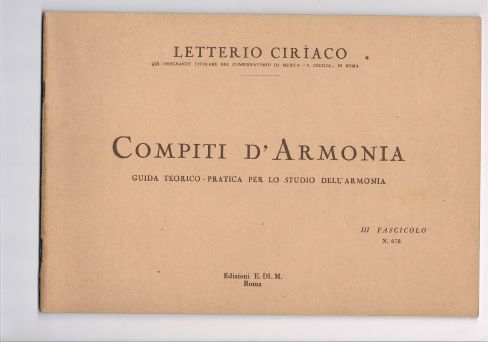 LETTERIO CIRÌACO
già INSEGNANTE TITOLARE NEL CONSERVATORIO DI MUSICA "S. CECILIA" IN ROMA
COMPITI D'ARMONIA
GUIDA TEORICO-PRATICA PER LO STUDIO DELL'ARMONIA
III FASCICOLO
N. 678
Edizioni E. DI. M.
Roma